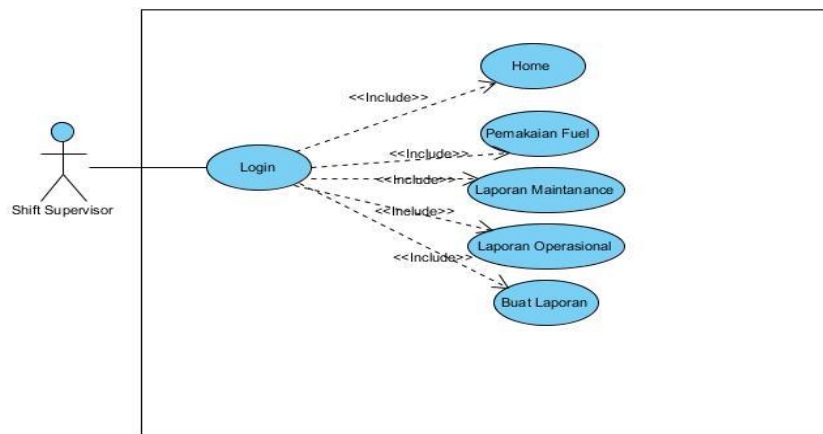 Home
<<Include>>
Pemakaian Fuel
<<Include>>
Login
<<Include>>
Laporan Maintanance
Shift Supervisor
<<Include>>
Laporan Operasional
<<Include>>
Buat Laporan